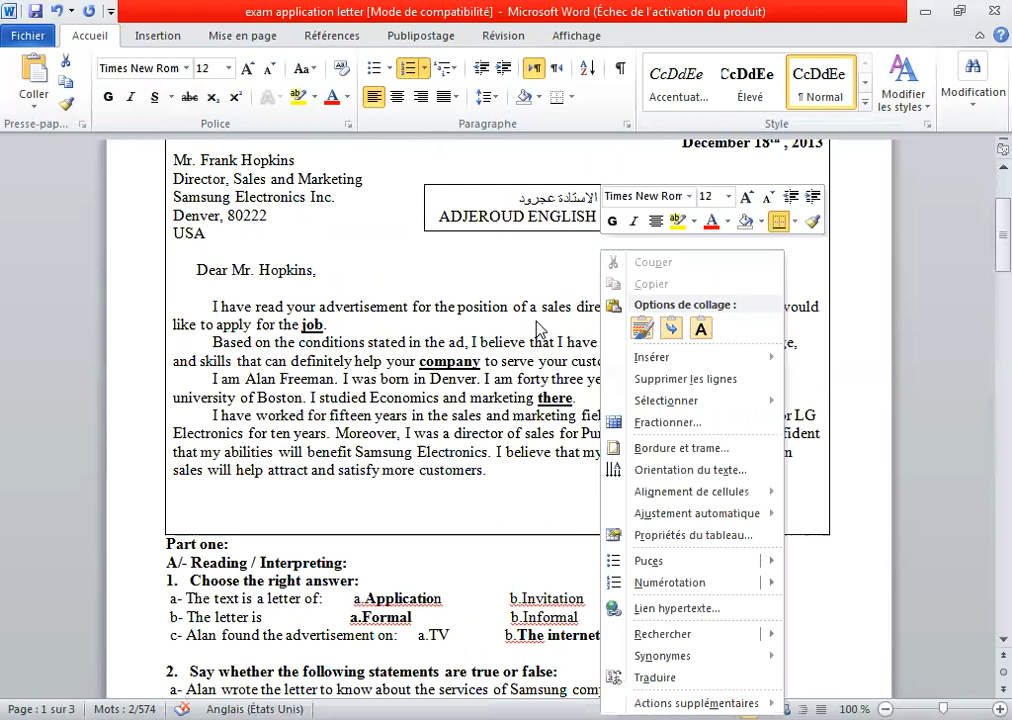 exam application letter [Mode de compatibilité] - Microsoft Word (Échec de l'activation du produit)
Fichier Accueil Insertion Mise en page Références Publipostage Révision Affichage
Coller
Times New Rom 12 Aa
G I S abc x₂ x² A ab A
AaBbCcDdEe
CcDdEe CcDdEe CcDdEe
Accentuat... Élevé ¶ Normal
Modifier les styles
Modification
Presse-pap... Police Paragraphe Style
December 18th , 2013
Mr. Frank Hopkins
Director, Sales and Marketing
Samsung Electronics Inc.
Denver, 80222
USA
الاستاذة عجرود
ADJEROUD ENGLISH
Times New Rom 12
G I ab A
Dear Mr. Hopkins,
I have read your advertisement for the position of a sales would
like to apply for the job.
Based on the conditions stated in the ad, I believe that I have
and skills that can definitely help your company to serve your
I am Alan Freeman. I was born in Denver. I am forty three
university of Boston. I studied Economics and marketing there.
I have worked for fifteen years in the sales and marketing LG
Electronics for ten years. Moreover, I was a director of sales for
that my abilities will benefit Samsung Electronics. I believe that my
sales will help attract and satisfy more customers.
Couper
Copier
Options de collage :
A
Insérer
Supprimer les lignes
Sélectionner
Fractionner...
Bordure et trame...
Orientation du texte...
Alignement de cellules
Ajustement automatique
Propriétés du tableau...
Puces
Numérotation
Lien hypertexte...
Rechercher
Synonymes
Traduire
Actions supplémentaires
Part one:
A/- Reading / Interpreting:
1. Choose the right answer:
a- The text is a letter of: a.Application b.Invitation
b- The letter is a.Formal b.Informal
c- Alan found the advertisement on: a.TV b.The internet
2. Say whether the following statements are true or false:
a- Alan wrote the letter to know about the services of Samsung
Page : 1 sur 3 Mots : 2/574 Anglais (États Unis) 100 %